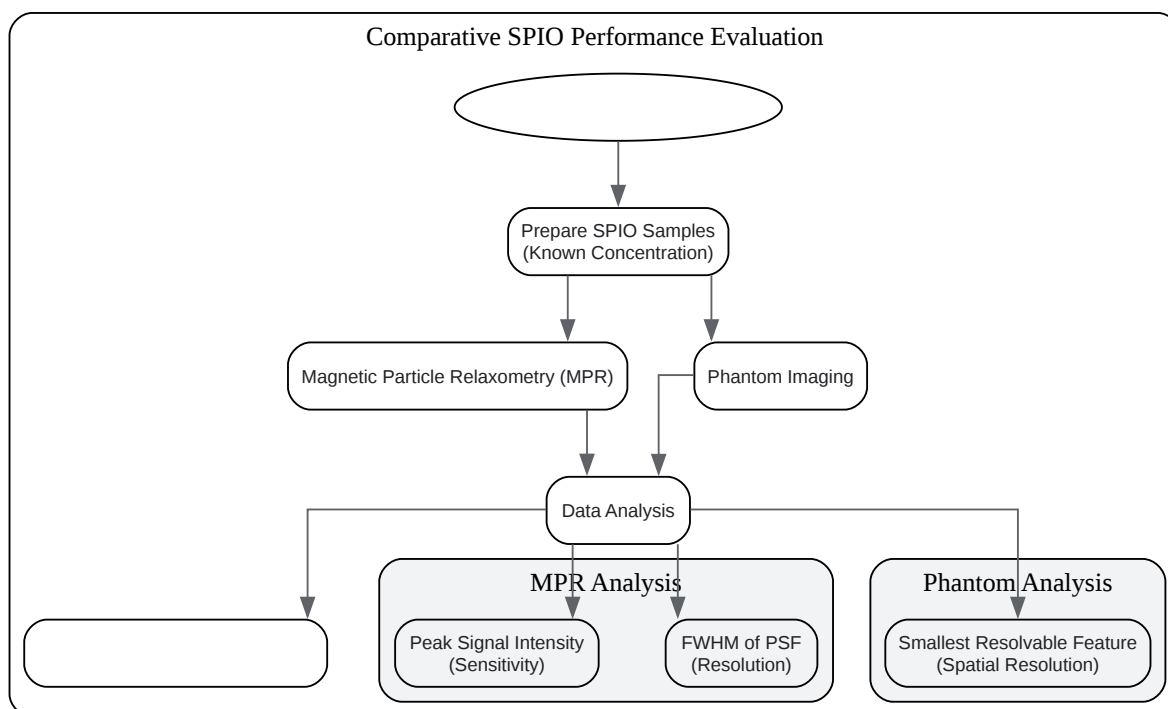 Comparative SPIO Performance Evaluation
Prepare SPIO Samples
(Known Concentration)
Magnetic Particle Relaxometry (MPR)
Phantom Imaging
Data Analysis
MPR Analysis
Phantom Analysis
Peak Signal Intensity
(Sensitivity)
FWHM of PSF
(Resolution)
Smallest Resolvable Feature
(Spatial Resolution)